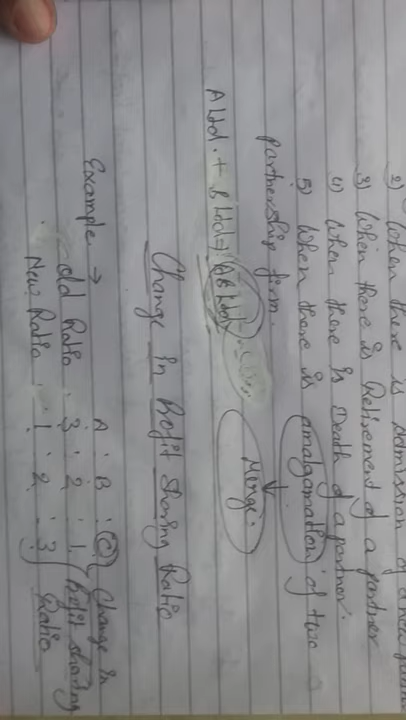 2) When there is admission of a new
3) When there is Retirement of a partner
4) When there is Death of a partner.
5) When there is amalgamation of two
partnership firm.
Merge.
A Ltd. + B Ltd = AB Ltd
Change in Profit Sharing Ratio
Example → A : B : C Change in
Old Ratio . 3 : 2 : 1 Profit sharing
New Ratio . 1 : 2 : 3 Ratio